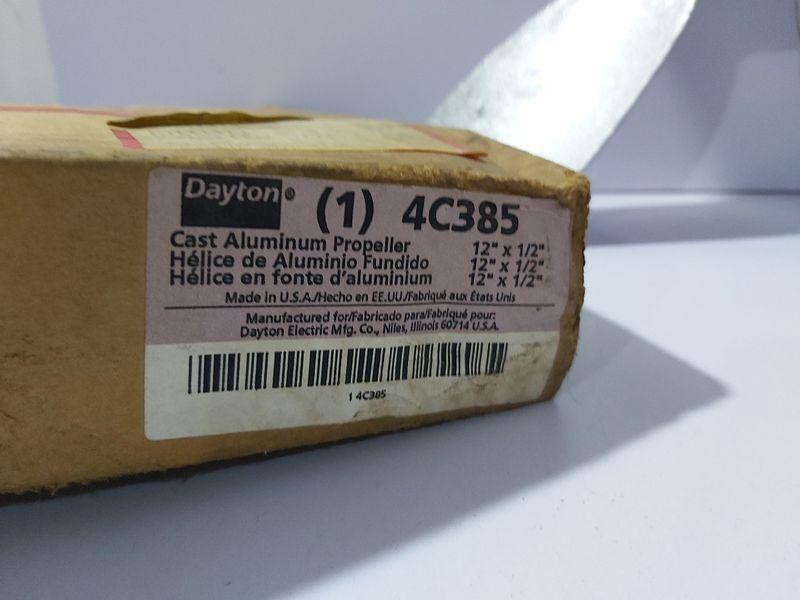 Dayton® (1) 4C385
Cast Aluminum Propeller 12" x 1/2"
Hélice de Aluminio Fundido 12" x 1/2"
Hélice en fonte d'aluminium 12" x 1/2"
Made in U.S.A./Hecho en EE.UU./Fabriqué aux États Unis
Manufactured for/Fabricado para/Fabriqué pour:
Dayton Electric Mfg. Co., Niles, Illinois 60714 U.S.A.
1 4C385